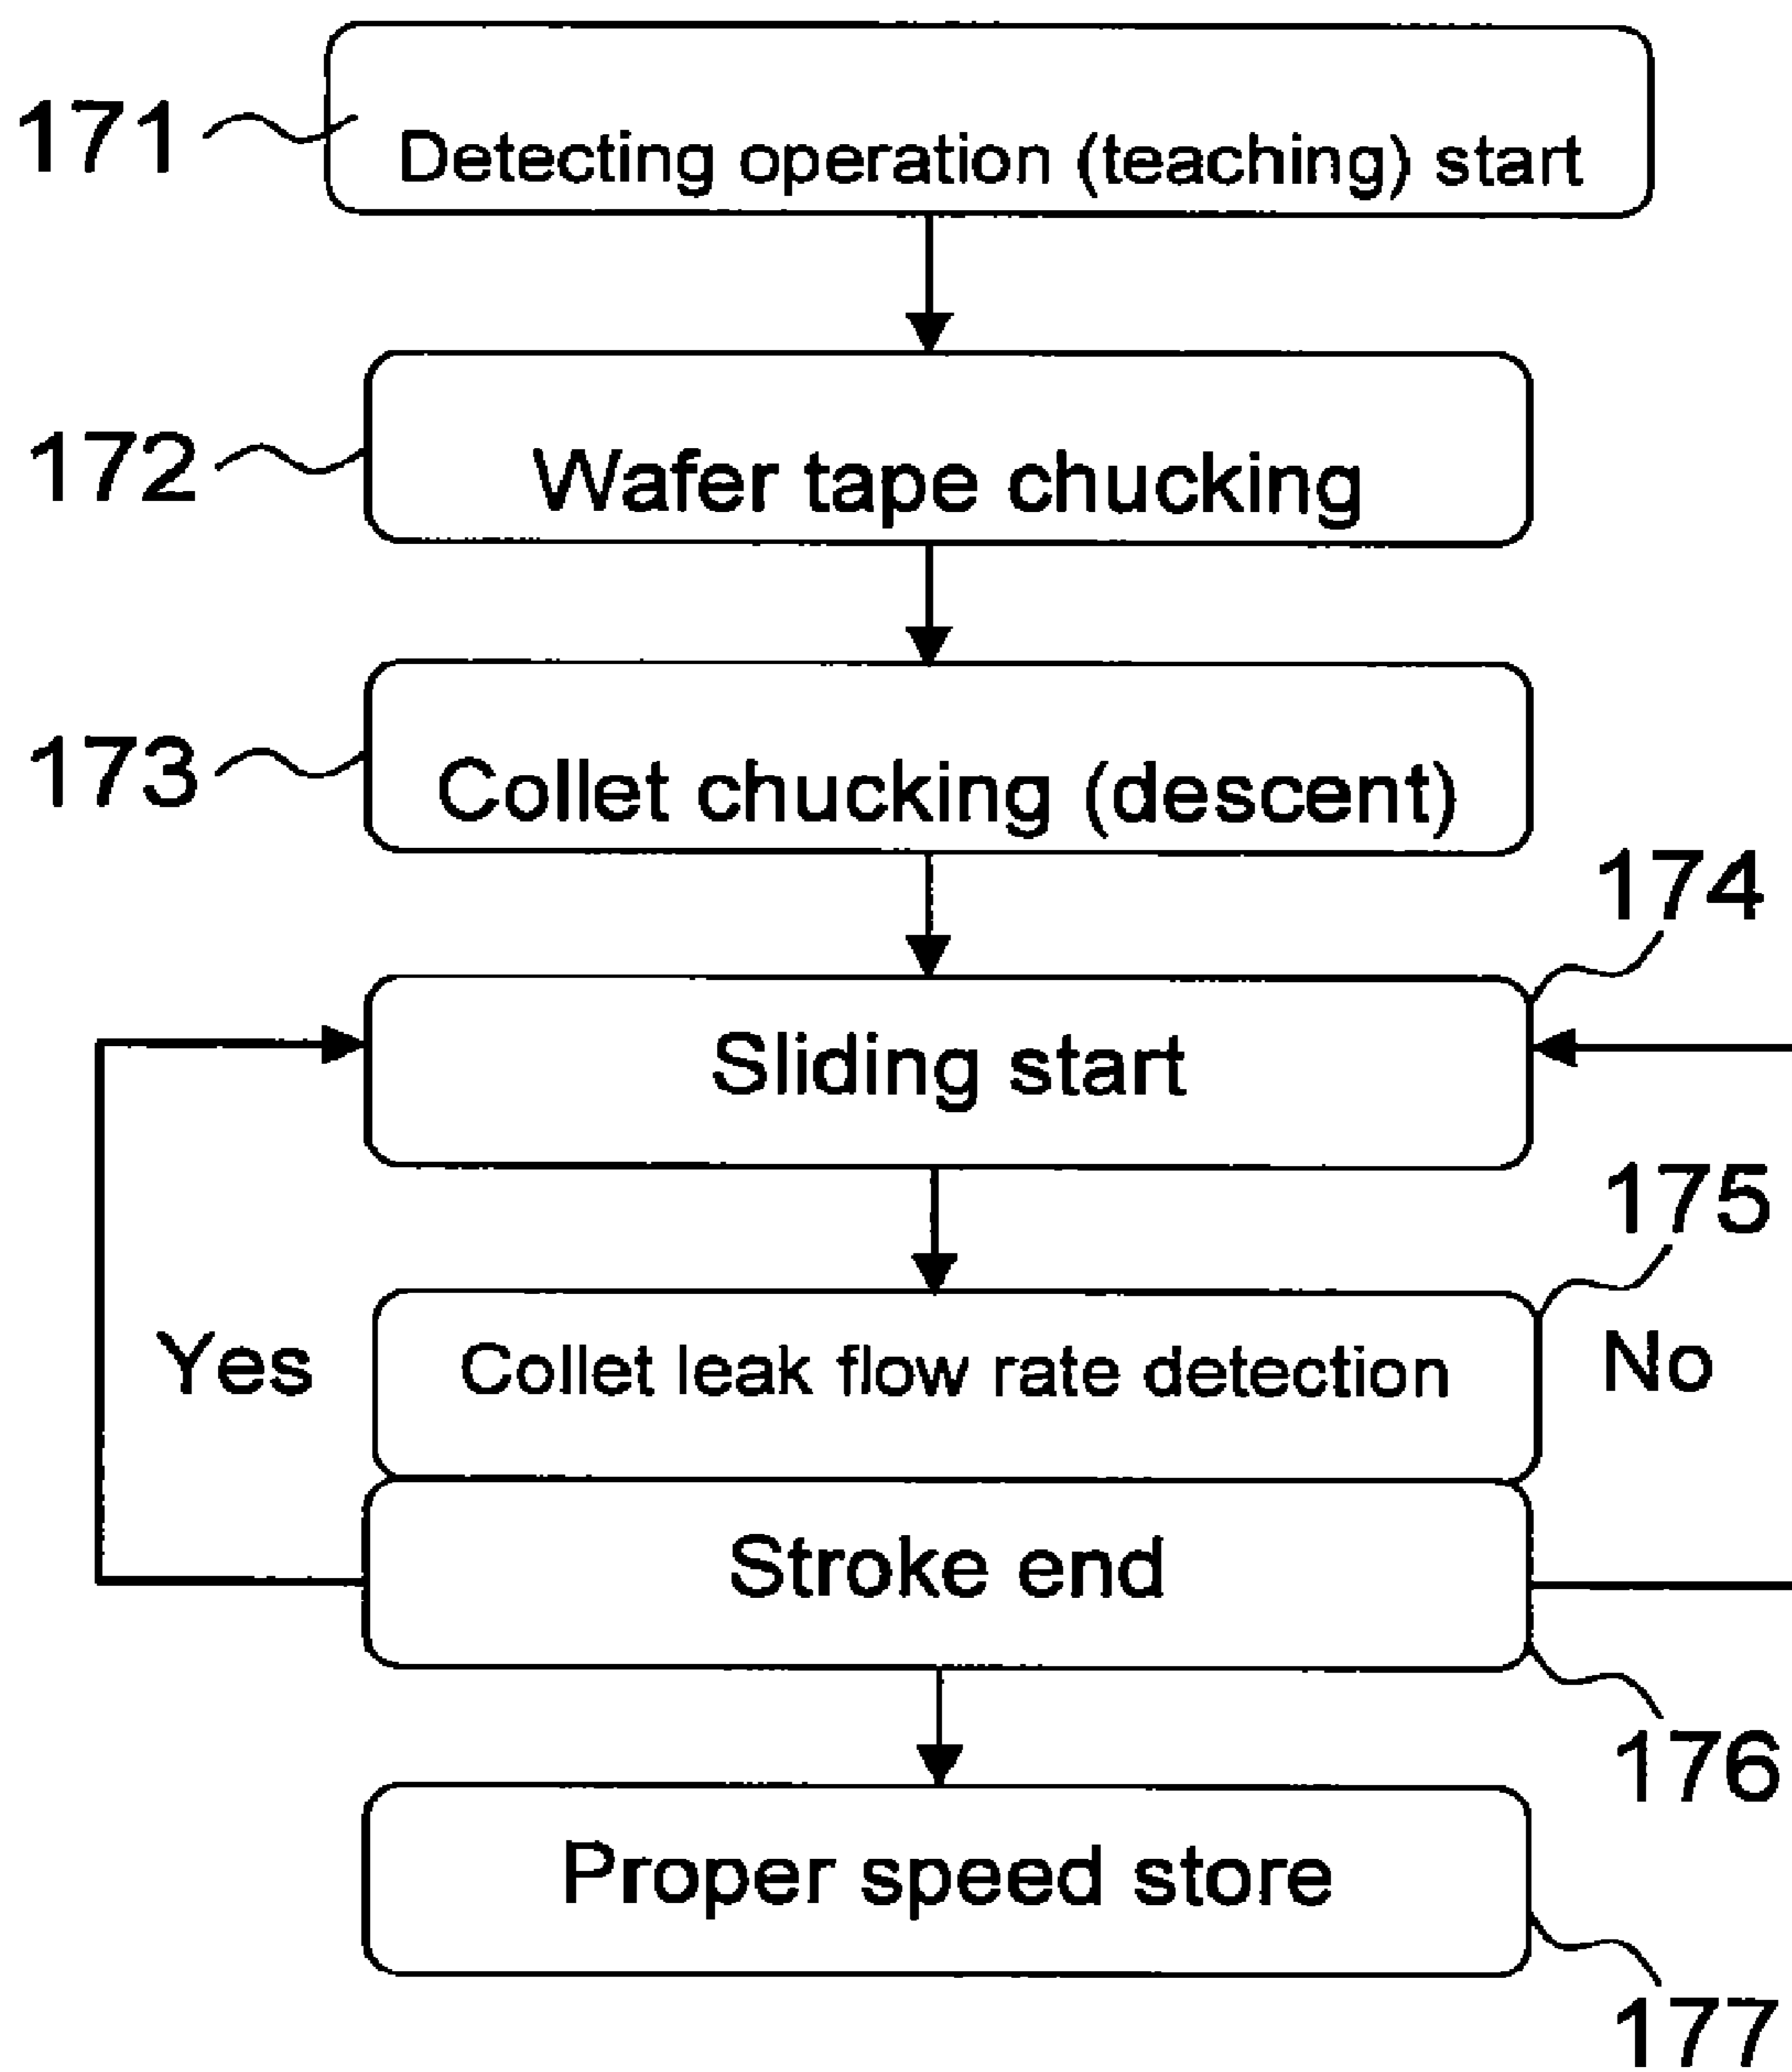 171
Detecting operation (teaching) start
172
Wafer tape chucking
173
Collet chucking (descent)
174
Sliding start
175
Yes
Collet leak flow rate detection
No
Stroke end
176
Proper speed store
177